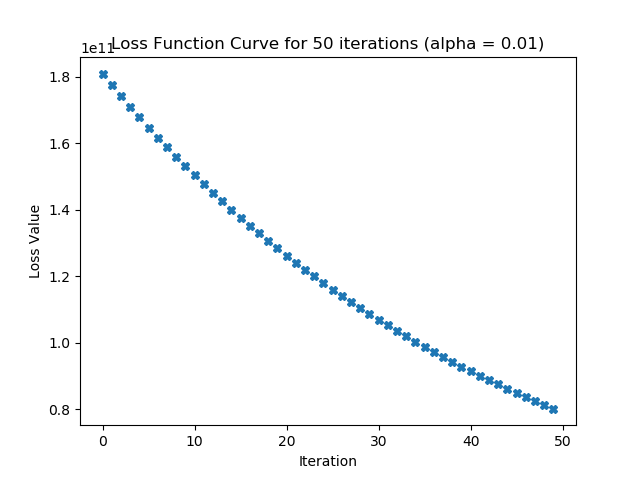 Loss Function Curve for 50 iterations (alpha = 0.01)
1e11
1.8
1.6
1.4
1.2
1.0
0.8
Loss Value
0 10 20 30 40 50
Iteration